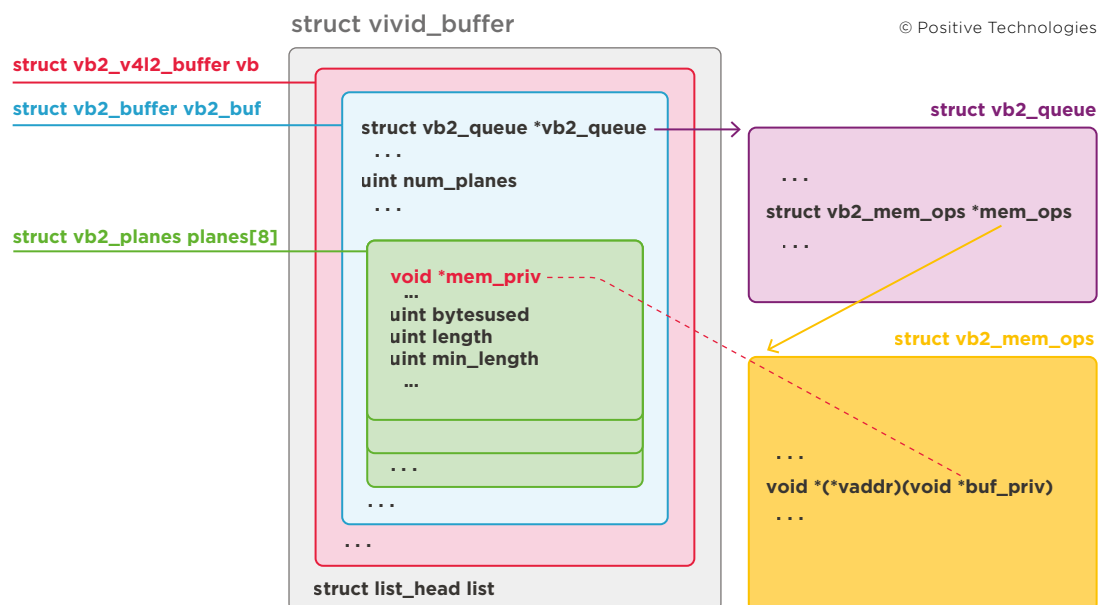 struct vivid_buffer
© Positive Technologies
struct vb2_v4l2_buffer vb
struct vb2_buffer vb2_buf
struct vb2_queue *vb2_queue
...
uint num_planes
...
struct vb2_planes planes[8]
void *mem_priv
...
uint bytesused
uint length
uint min_length
...
...
...
...
struct list_head list
struct vb2_queue
...
struct vb2_mem_ops *mem_ops
...
struct vb2_mem_ops
...
void *(*vaddr)(void *buf_priv)
...